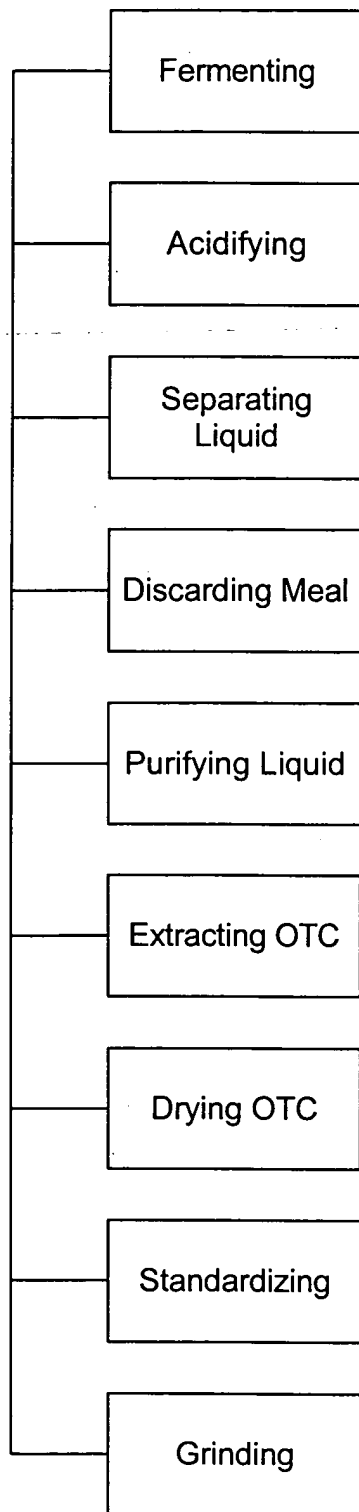 Fermenting
Acidifying
Separating
Liquid
Discarding Meal
Purifying Liquid
Extracting OTC
Drying OTC
Standardizing
Grinding